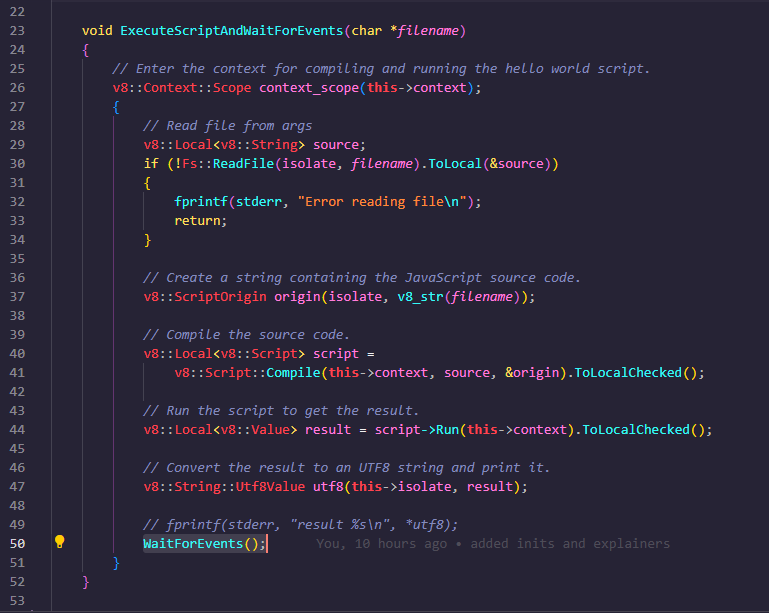 22
23 void ExecuteScriptAndWaitForEvents(char *filename)
24 {
25 // Enter the context for compiling and running the hello world script.
26 v8::Context::Scope context_scope(this->context);
27 {
28 // Read file from args
29 v8::Local<v8::String> source;
30 if (!Fs::ReadFile(isolate, filename).ToLocal(&source))
31 {
32 fprintf(stderr, "Error reading file\n");
33 return;
34 }
35
36 // Create a string containing the JavaScript source code.
37 v8::ScriptOrigin origin(isolate, v8_str(filename));
38
39 // Compile the source code.
40 v8::Local<v8::Script> script =
41 v8::Script::Compile(this->context, source, &origin).ToLocalChecked();
42
43 // Run the script to get the result.
44 v8::Local<v8::Value> result = script->Run(this->context).ToLocalChecked();
45
46 // Convert the result to an UTF8 string and print it.
47 v8::String::Utf8Value utf8(this->isolate, result);
48
49 // fprintf(stderr, "result %s\n", *utf8);
50 WaitForEvents(); You, 10 hours ago • added inits and explainers
51 }
52 }
53